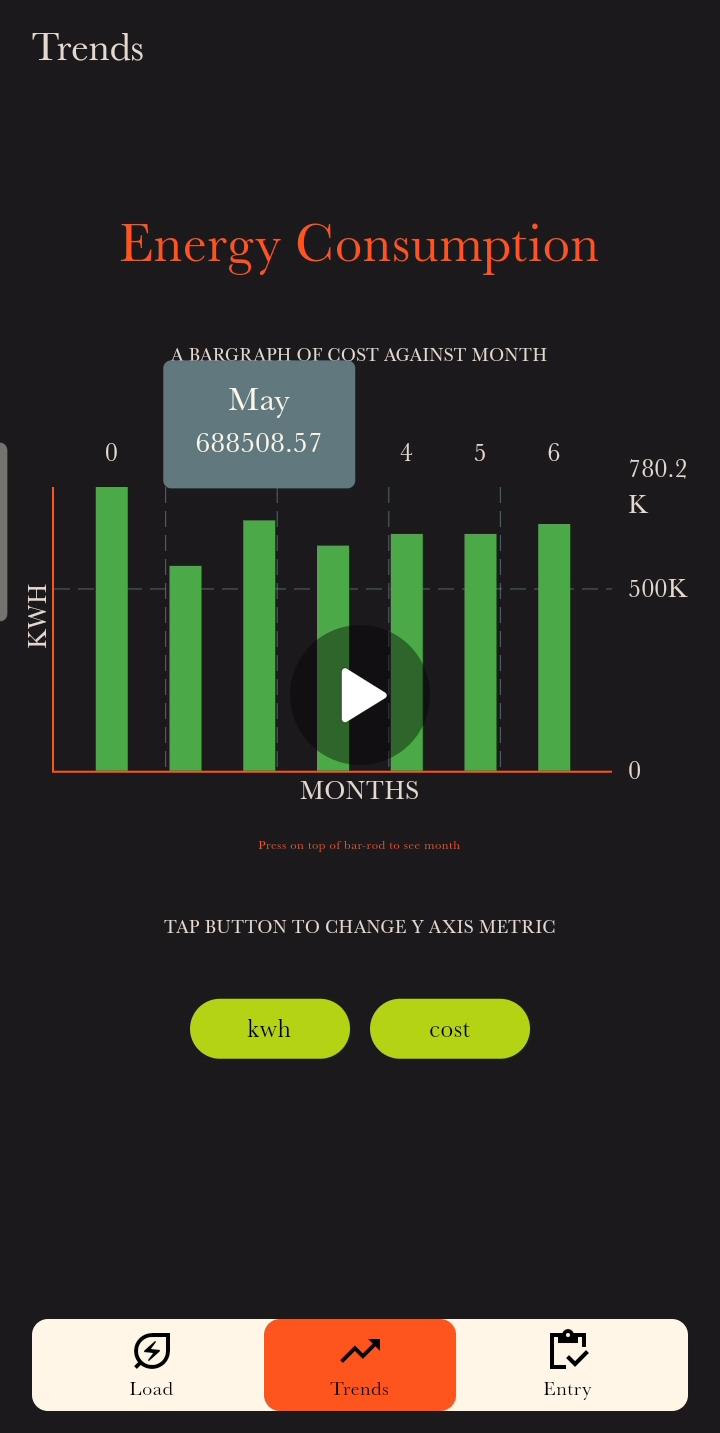 Trends
Energy Consumption
A BARGRAPH OF COST AGAINST MONTH
May
688508.57
0
4
5
6
780.2
K
500K
KWH
0
MONTHS
Press on top of bar-rod to see month
TAP BUTTON TO CHANGE Y AXIS METRIC
kwh
cost
Load
Trends
Entry